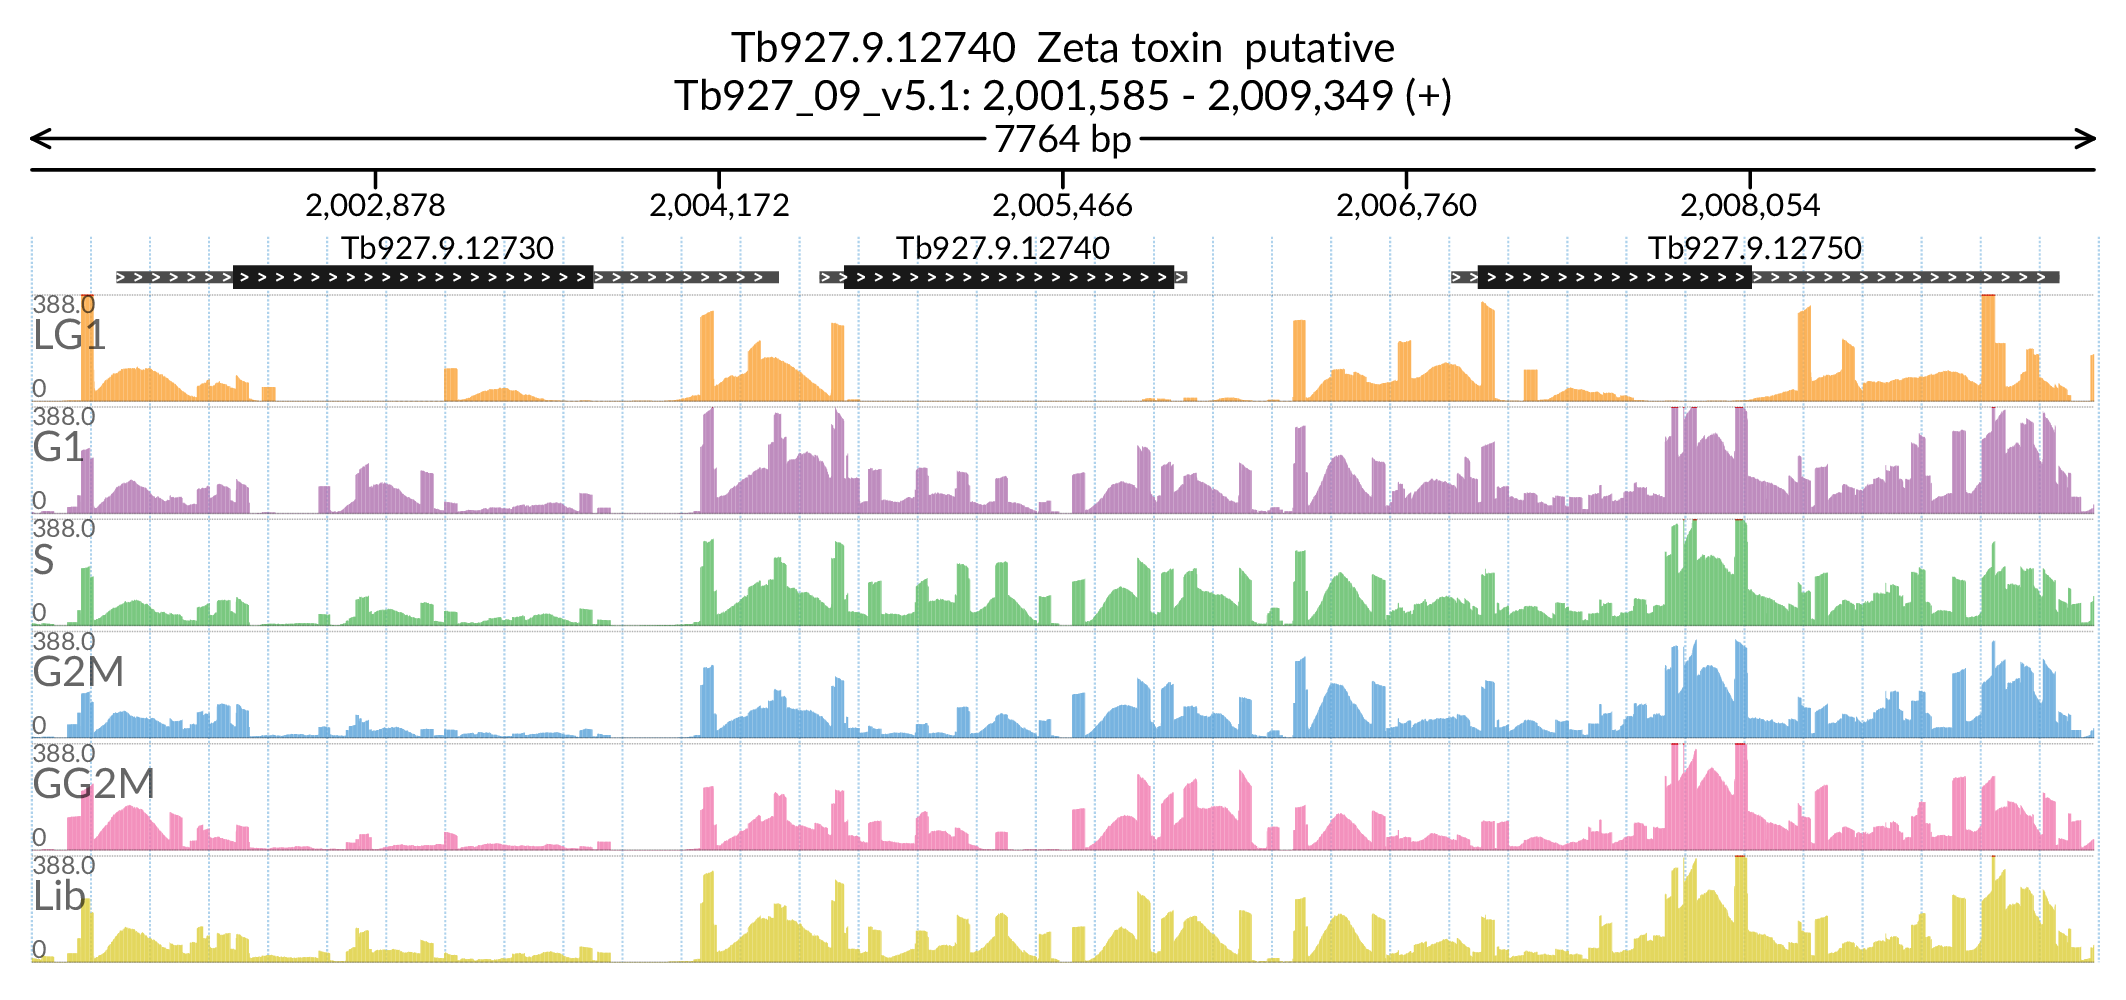 Tb927.9.12740  Zeta toxin  putative
Tb927_09_v5.1: 2,001,585 - 2,009,349 (+)
7764 bp
2,002,878 2,004,172 2,005,466 2,006,760 2,008,054
Tb927.9.12730 Tb927.9.12740 Tb927.9.12750
388.0
LG1
0
388.0
G1
0
388.0
S
0
388.0
G2M
0
388.0
GG2M
0
388.0
Lib
0